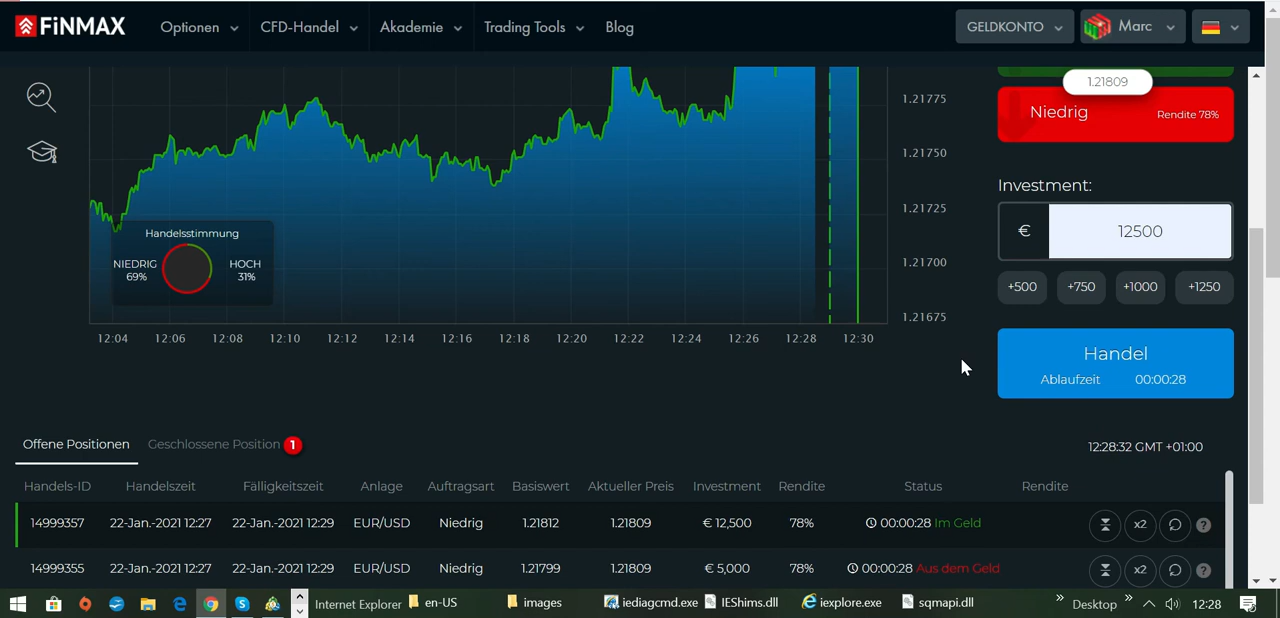 FiNMAX Optionen CFD-Handel Akademie Trading Tools Blog GELDKONTO Marc
1.21809
1.21775
Niedrig Rendite 78%
1.21750
Investment:
1.21725
€ 12500
Handelsstimmung
NIEDRIG 69%
HOCH 31%
1.21700
+500 +750 +1000 +1250
1.21675
12:04 12:06 12:08 12:10 12:12 12:14 12:16 12:18 12:20 12:22 12:24 12:26 12:28 12:30
Handel
Ablaufzeit 00:00:28
Offene Positionen Geschlossene Position 1 12:28:32 GMT +01:00
Handels-ID Handelszeit Fälligkeitszeit Anlage Auftragsart Basiswert Aktueller Preis Investment Rendite Status Rendite
14999357 22-Jan.-2021 12:27 22-Jan.-2021 12:29 EUR/USD Niedrig 1.21812 1.21809 € 12,500 78% 00:00:28 Im Geld x2 ?
14999355 22-Jan.-2021 12:27 22-Jan.-2021 12:29 EUR/USD Niedrig 1.21799 1.21809 € 5,000 78% 00:00:28 Aus dem Geld x2 ?
Internet Explorer en-US images iediagcmd.exe IEShims.dll iexplore.exe sqmapi.dll » Desktop » 12:28